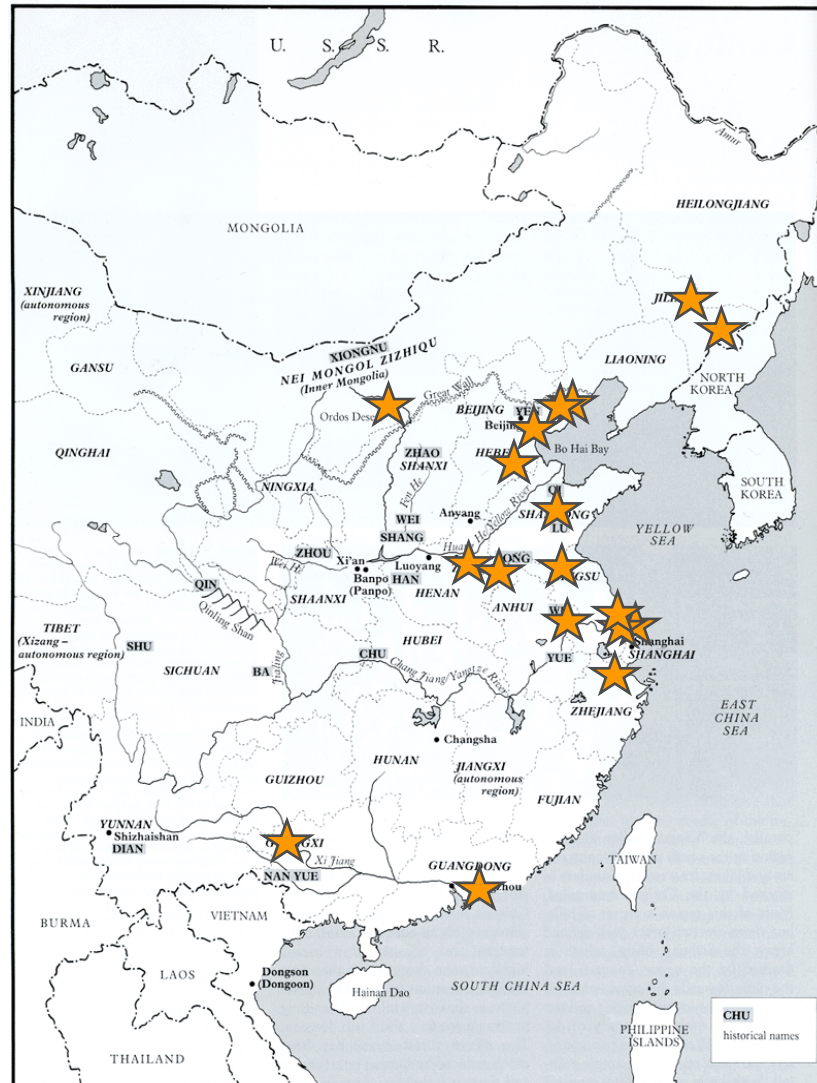 U. S. S. R.
Amur
HEILONGJIANG
MONGOLIA
XINJIANG
(autonomous
region)
GANSU
XIONGNU
NEI MONGOL ZIZHIQU
(Inner Mongolia)
LIAONING
NORTH
KOREA
Great Wall
BEIJING
Ordos
Beijing
Bo Hai Bay
QINGHAI
ZHAO
SHANXI
Fen He
NINGXIA
SOUTH
KOREA
WEI
Anyang
SHANG
LU
YELLOW
SEA
ZHOU
Wei He
Xi'an
Luoyang
Banpo
(Panpo)
HAN
HENAN
QIN
SHAANXI
ANHUI
Qinling Shan
TIBET
(Xizang –
autonomous region)
SHU
HUBEI
Shanghai
SHANGHAI
SICHUAN
BA
Jialing
CHU
Chang Jiang/Yangtze River
YUE
INDIA
ZHEJIANG
EAST
CHINA
SEA
Changsha
HUNAN
JIANGXI
(autonomous
region)
GUIZHOU
FUJIAN
YUNNAN
Shizhaishan
DIAN
Xi Jiang
TAIWAN
NAN YUE
BURMA
VIETNAM
LAOS
Dongson
(Dongoon)
Hainan Dao
SOUTH CHINA SEA
CHU
historical names
PHILIPPINE
ISLANDS
THAILAND